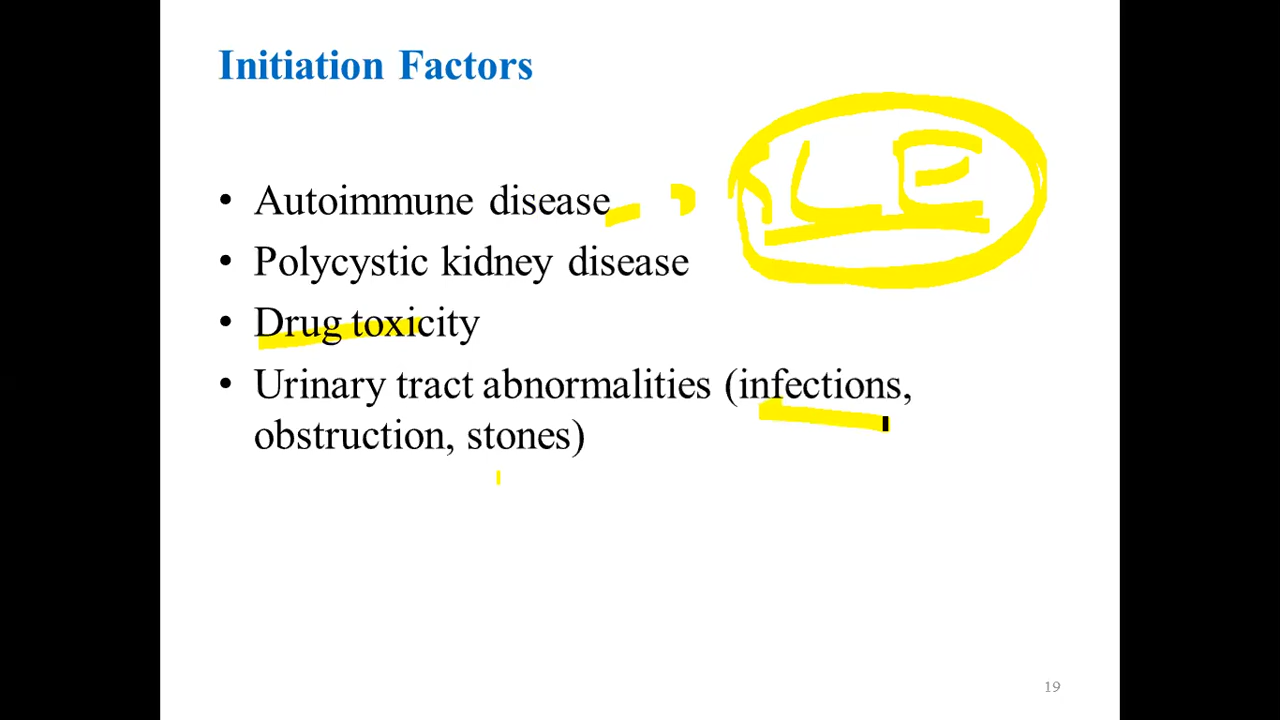 Initiation Factors
SLE
• Autoimmune disease
• Polycystic kidney disease
• Drug toxicity
• Urinary tract abnormalities (infections,
obstruction, stones)
19